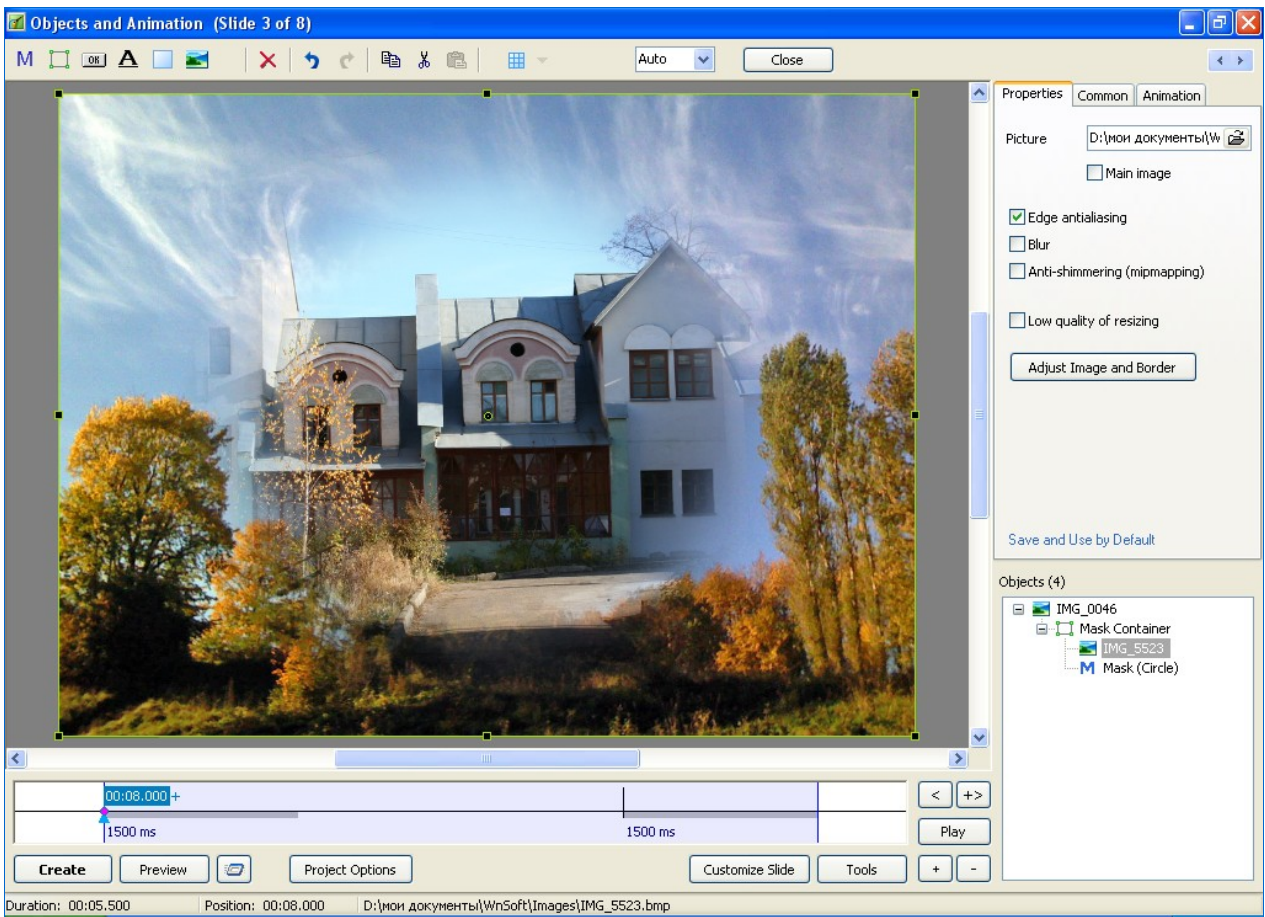 Objects and Animation (Slide 3 of 8)
M OK A Auto Close
Properties Common Animation
Picture D:\мои документы\W
Main image
Edge antialiasing
Blur
Anti-shimmering (mipmapping)
Low quality of resizing
Adjust Image and Border
Save and Use by Default
Objects (4)
IMG_0046
Mask Container
IMG_5523
M Mask (Circle)
00:08.000 +
1500 ms 1500 ms
< +>
Play
Create Preview Project Options Customize Slide Tools + -
Duration: 00:05.500 Position: 00:08.000 D:\мои документы\WnSoft\Images\IMG_5523.bmp